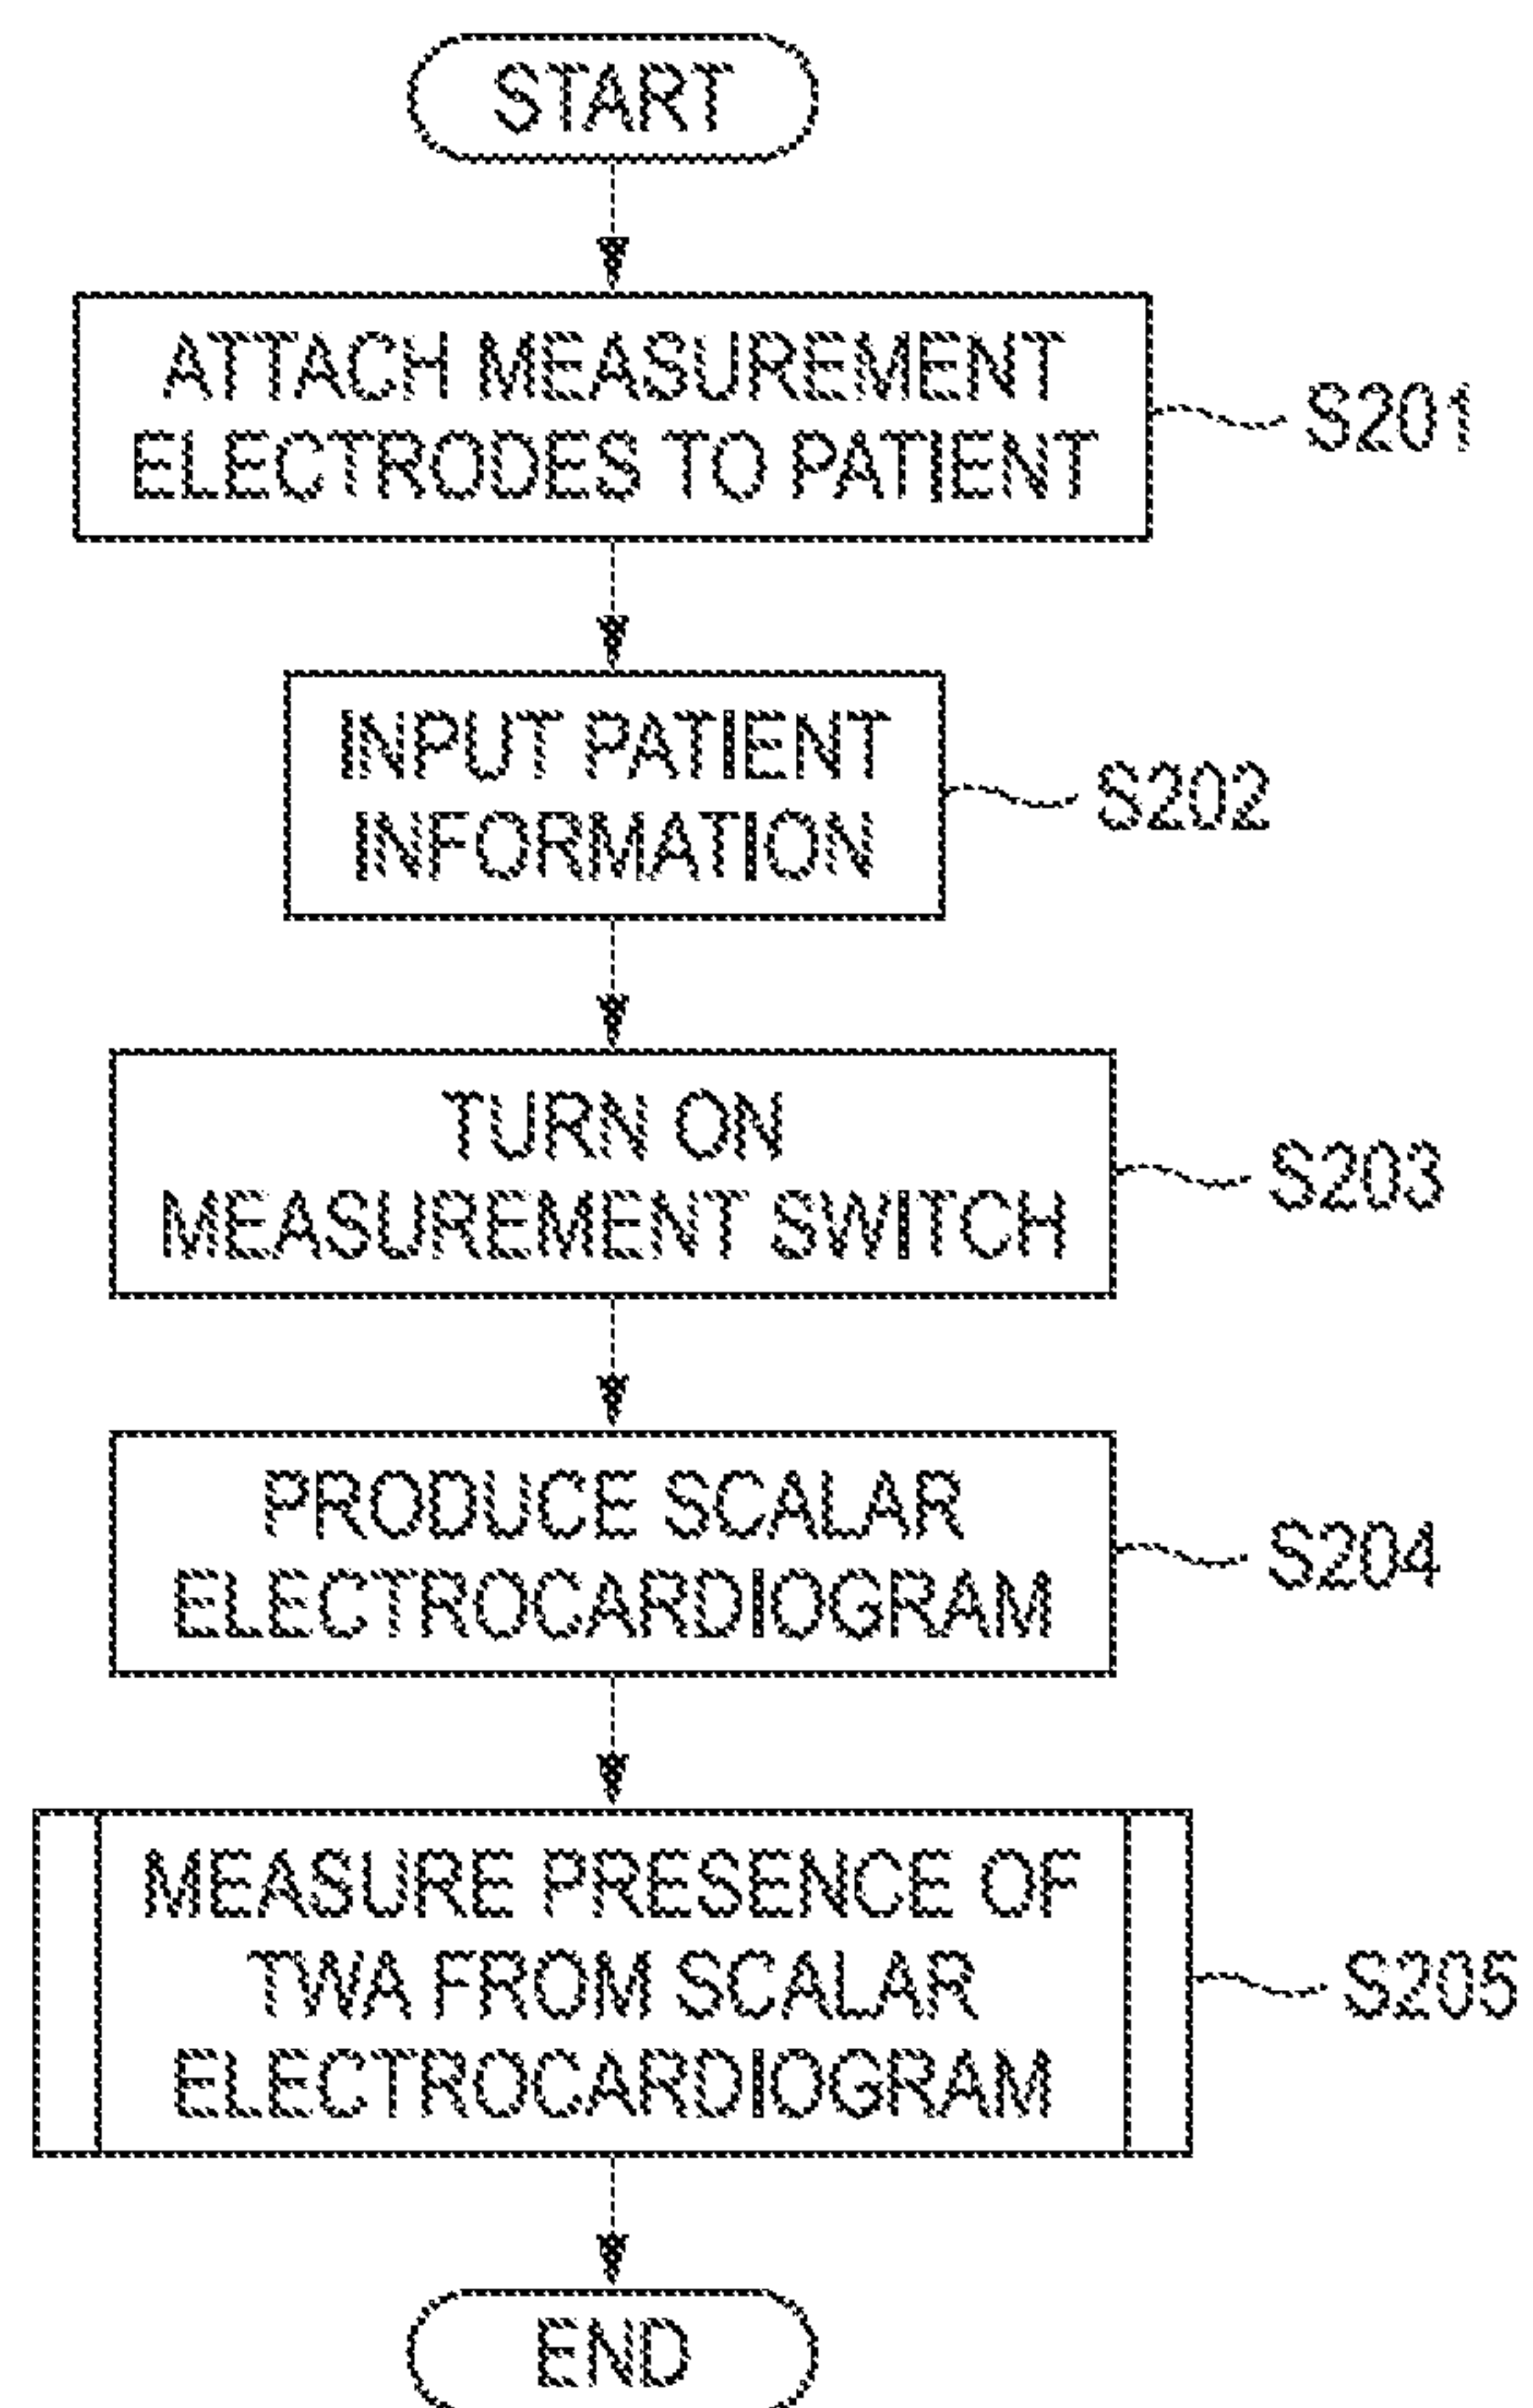 START
ATTACH MEASUREMENT
ELECTRODES TO PATIENT
S201
INPUT PATIENT
INFORMATION
S202
TURN ON
MEASUREMENT SWITCH
S203
PRODUCE SCALAR
ELECTROCARDIOGRAM
S204
MEASURE PRESENCE OF
TWA FROM SCALAR
ELECTROCARDIOGRAM
S205
END